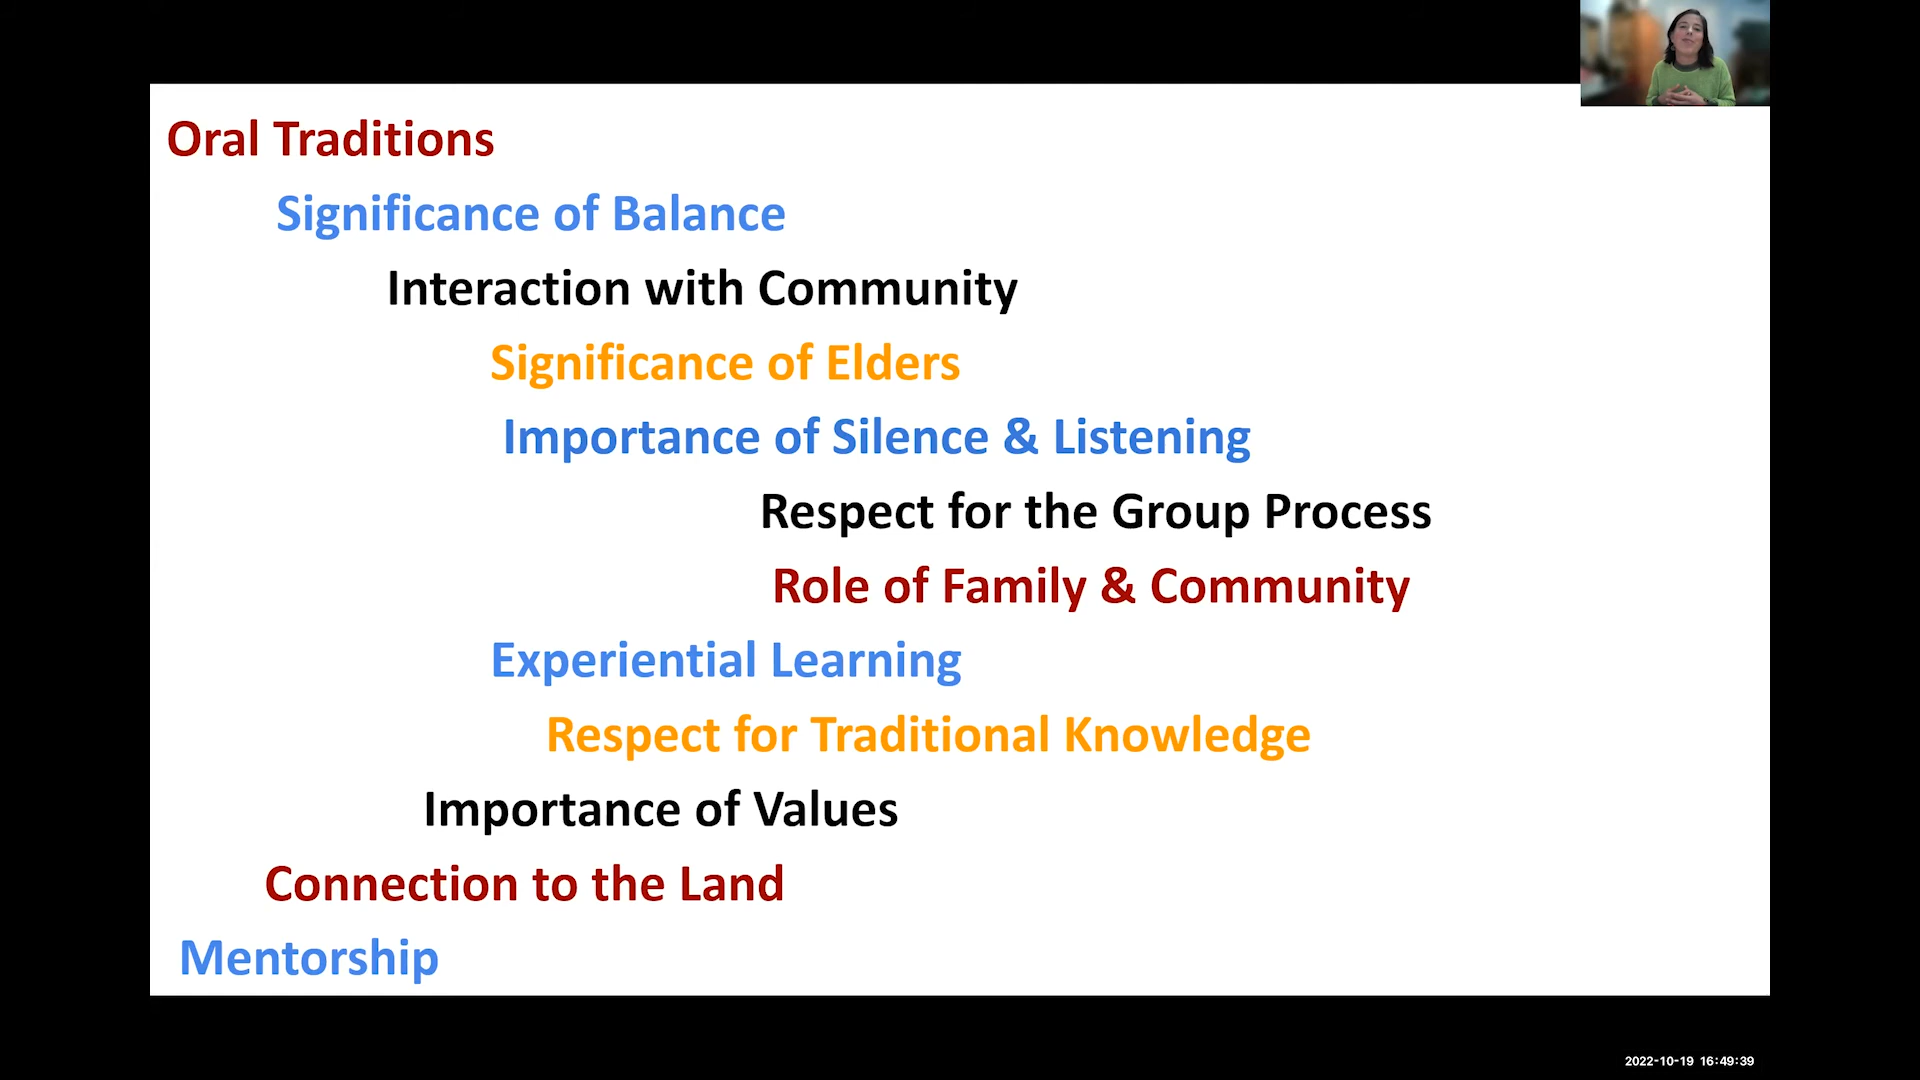 Oral Traditions
Significance of Balance
Interaction with Community
Significance of Elders
Importance of Silence & Listening
Respect for the Group Process
Role of Family & Community
Experiential Learning
Respect for Traditional Knowledge
Importance of Values
Connection to the Land
Mentorship
2022-10-19 16:49:39